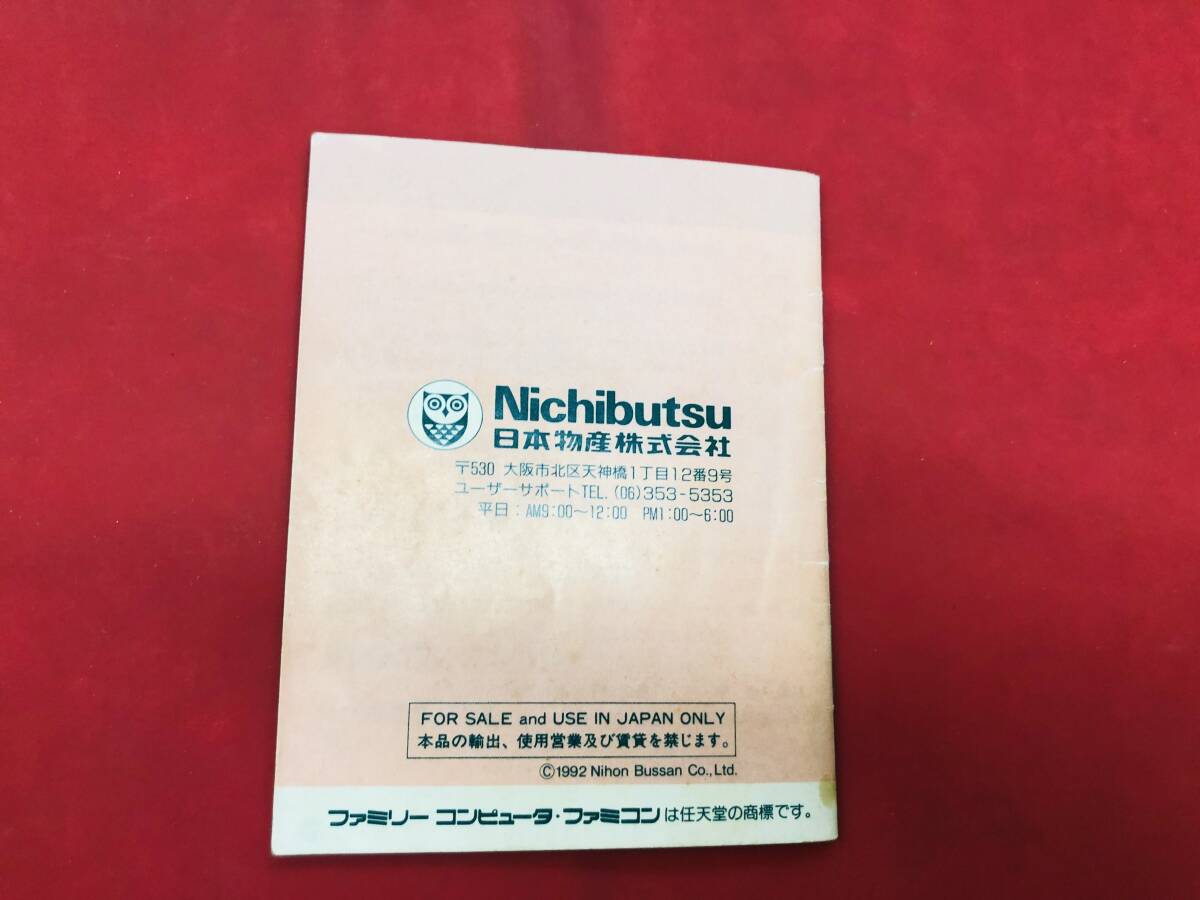 Nichibutsu
日本物産株式会社
〒530 大阪市北区天神橋1丁目12番9号
ユーザーサポートTEL.(06)353-5353
平日:AM9:00~12:00 PM1:00~6:00
FOR SALE and USE IN JAPAN ONLY
本品の輸出、使用営業及び賃貸を禁じます。
©1992 Nihon Bussan Co.,Ltd.
ファミリーコンピュータ・ファミコンは任天堂の商標です。